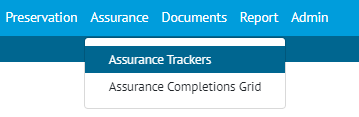 Preservation Assurance Documents Report Admin
Assurance Trackers
Assurance Completions Grid